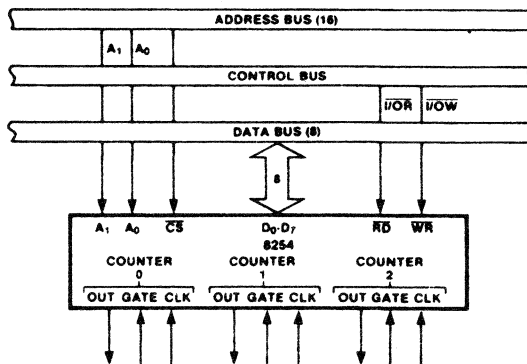 ADDRESS BUS (16)
A1 A0
CONTROL BUS
I/OR I/OW
DATA BUS (8)
8
A1 A0 CS D0-D7 RD WR
8254
COUNTER COUNTER COUNTER
0 1 2
OUT GATE CLK OUT GATE CLK OUT GATE CLK